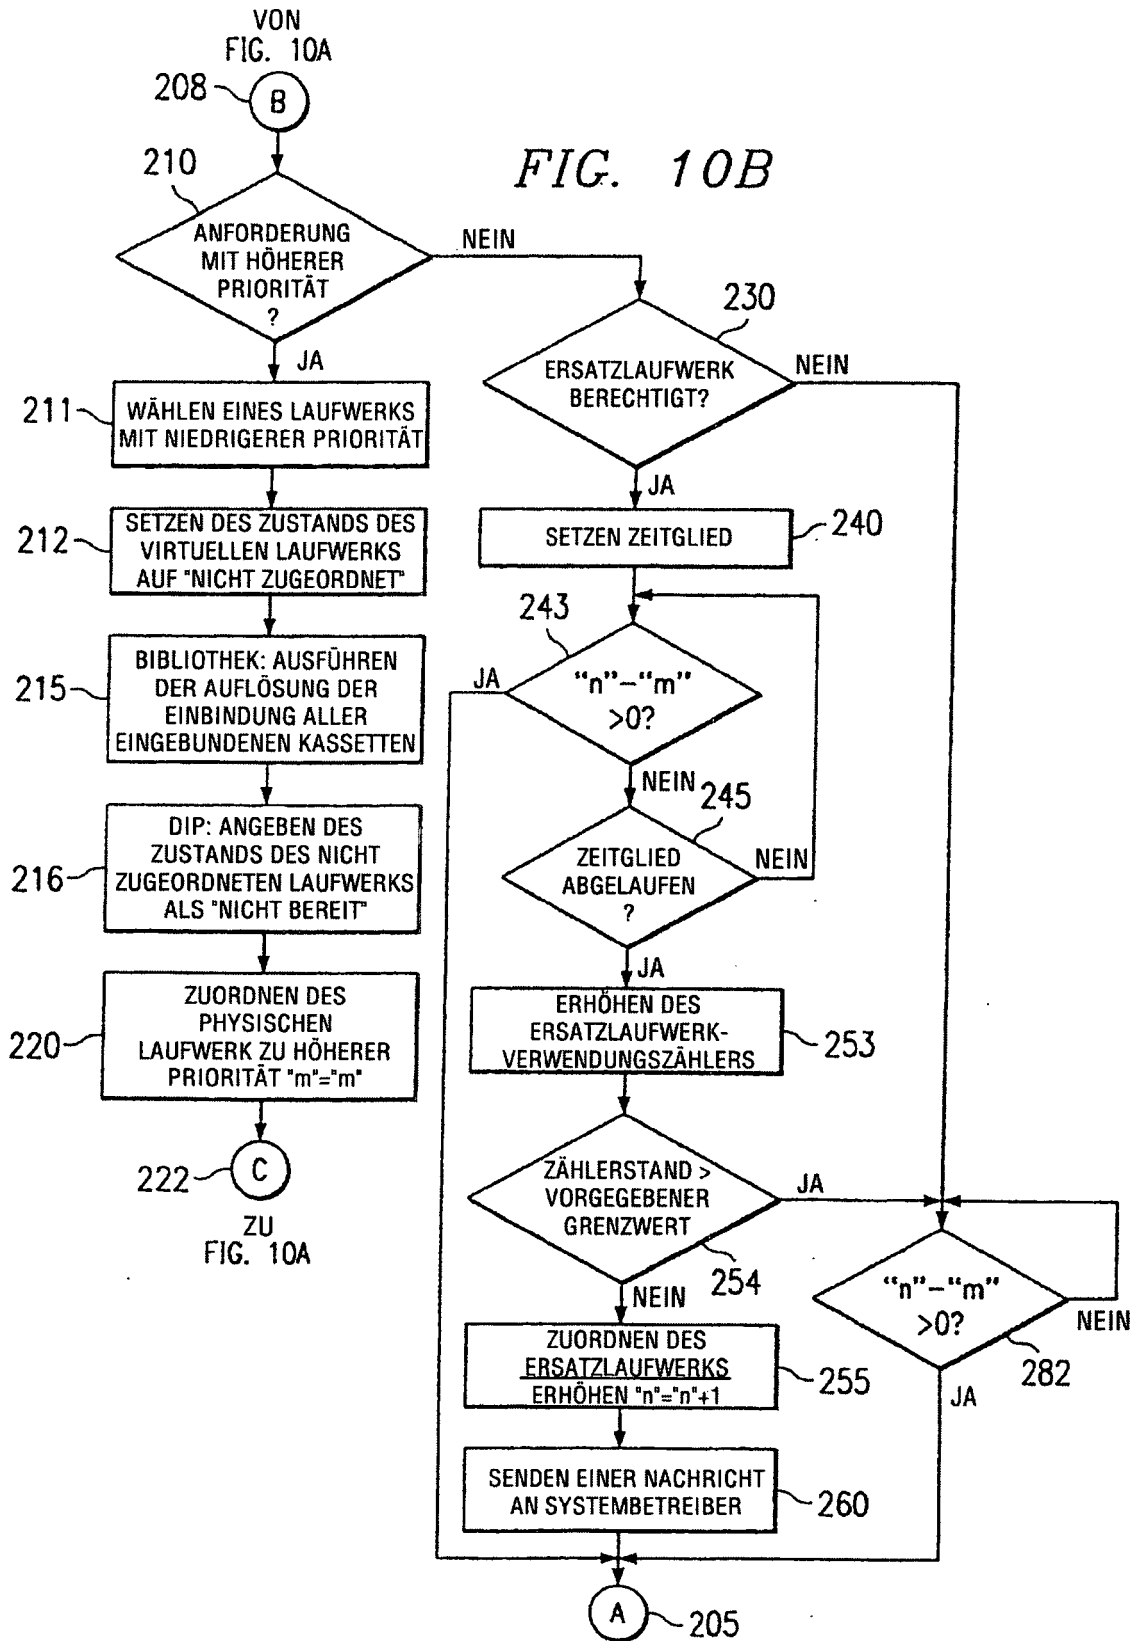 VON
FIG. 10A
208
B
FIG. 10B
210
ANFORDERUNG
MIT HÖHERER
PRIORITÄT
?
NEIN
JA
211
WÄHLEN EINES LAUFWERKS
MIT NIEDRIGERER PRIORITÄT
212
SETZEN DES ZUSTANDS DES
VIRTUELLEN LAUFWERKS
AUF "NICHT ZUGEORDNET"
215
BIBLIOTHEK: AUSFÜHREN
DER AUFLÖSUNG DER
EINBINDUNG ALLER
EINGEBUNDENEN KASSETTEN
216
DIP: ANGEBEN DES
ZUSTANDS DES NICHT
ZUGEORDNETEN LAUFWERKS
ALS "NICHT BEREIT"
220
ZUORDNEN DES
PHYSISCHEN
LAUFWERK ZU HÖHERER
PRIORITÄT "m"="m"
222
C
ZU
FIG. 10A
230
ERSATZLAUFWERK
BERECHTIGT?
NEIN
JA
SETZEN ZEITGLIED
240
243
"n"–"m"
>0?
JA
NEIN
245
ZEITGLIED
ABGELAUFEN
?
NEIN
JA
ERHÖHEN DES
ERSATZLAUFWERK-
VERWENDUNGSZÄHLERS
253
ZÄHLERSTAND >
VORGEGEBENER
GRENZWERT
JA
254
NEIN
ZUORDNEN DES
ERSATZLAUFWERKS
ERHÖHEN "n"="n"+1
255
SENDEN EINER NACHRICHT
AN SYSTEMBETREIBER
260
"n"–"m"
>0?
NEIN
282
JA
A
205